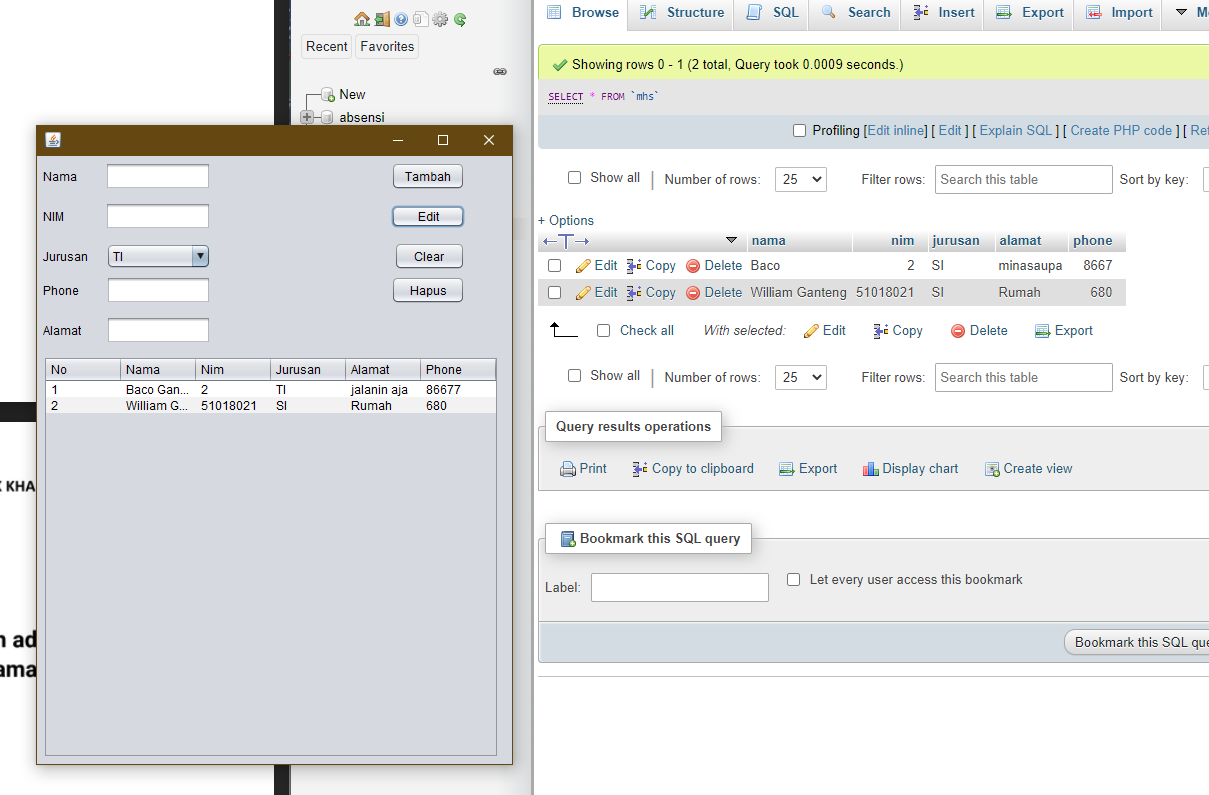 Recent Favorites
New
absensi
Nama
Tambah
NIM
Edit
Jurusan
TI
Clear
Phone
Hapus
Alamat
No Nama Nim Jurusan Alamat Phone
1 Baco Gan... 2 TI jalanin aja 86677
2 William G... 51018021 SI Rumah 680
KHA
ad
ama
Browse Structure SQL Search Insert Export Import
Showing rows 0 - 1 (2 total, Query took 0.0009 seconds.)
SELECT * FROM `mhs`
Profiling [Edit inline] [ Edit ] [ Explain SQL ] [ Create PHP code ] [ Ref
Show all | Number of rows: 25 Filter rows: Search this table Sort by key:
+ Options
←T→ nama nim jurusan alamat phone
Edit Copy Delete Baco 2 SI minasaupa 8667
Edit Copy Delete William Ganteng 51018021 SI Rumah 680
Check all With selected: Edit Copy Delete Export
Show all | Number of rows: 25 Filter rows: Search this table Sort by key:
Query results operations
Print Copy to clipboard Export Display chart Create view
Bookmark this SQL query
Label: Let every user access this bookmark
Bookmark this SQL que